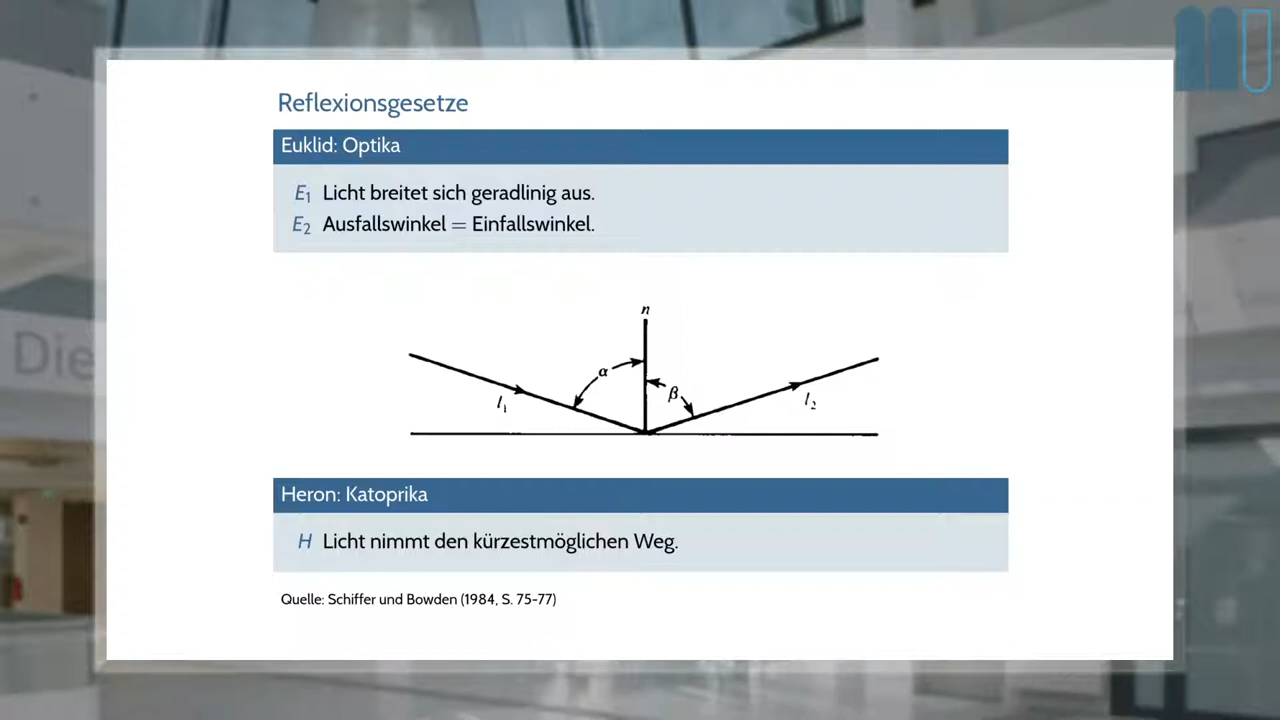 Reflexionsgesetze
Euklid: Optika
E₁ Licht breitet sich geradlinig aus.
E₂ Ausfallswinkel = Einfallswinkel.
Die
n
α
β
l₁
l₂
Heron: Katoprika
H Licht nimmt den kürzestmöglichen Weg.
Quelle: Schiffer und Bowden (1984, S. 75-77)